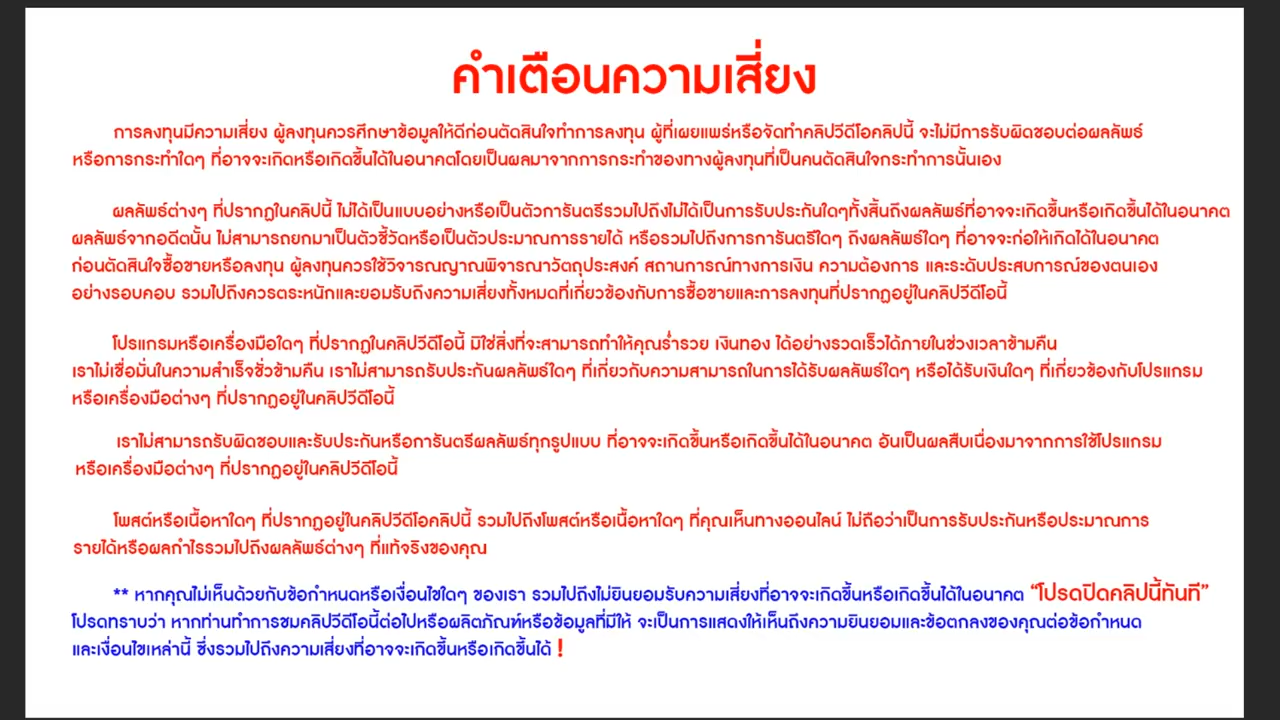 คำเตือนความเสี่ยง
การลงทุนมีความเสี่ยง ผู้ลงทุนควรศึกษาข้อมูลให้ดีก่อนตัดสินใจทำการลงทุน ผู้ที่เผยแพร่หรือจัดทำคลิปวีดีโอคลิปนี้ จะไม่มีการรับผิดชอบต่อผลลัพธ์
หรือการกระทำใดๆ ที่อาจจะเกิดหรือเกิดขึ้นได้ในอนาคตโดยเป็นผลมาจากการกระทำของทางผู้ลงทุนที่เป็นคนตัดสินใจกระทำการนั้นเอง
ผลลัพธ์ต่างๆ ที่ปรากฏในคลิปนี้ ไม่ได้เป็นแบบอย่างหรือเป็นตัวการันตรีรวมไปถึงไม่ได้เป็นการรับประกันใดๆทั้งสิ้นถึงผลลัพธ์ที่อาจจะเกิดขึ้นหรือเกิดขึ้นได้ในอนาคต
ผลลัพธ์จากอดีตนั้น ไม่สามารถยกมาเป็นตัวชี้วัดหรือเป็นตัวประมาณการรายได้ หรือรวมไปถึงการการันตรีใดๆ ถึงผลลัพธ์ใดๆ ที่อาจจะก่อให้เกิดได้ในอนาคต
ก่อนตัดสินใจซื้อขายหรือลงทุน ผู้ลงทุนควรใช้วิจารณญาณพิจารณาวัตถุประสงค์ สถานการณ์ทางการเงิน ความต้องการ และระดับประสบการณ์ของตนเอง
อย่างรอบคอบ รวมไปถึงควรตระหนักและยอมรับถึงความเสี่ยงทั้งหมดที่เกี่ยวข้องกับการซื้อขายและการลงทุนที่ปรากฏอยู่ในคลิปวีดีโอนี้
โปรแกรมหรือเครื่องมือใดๆ ที่ปรากฏในคลิปวีดีโอนี้ มิใช่สิ่งที่จะสามารถทำให้คุณร่ำรวย เงินทอง ได้อย่างรวดเร็วได้ภายในช่วงเวลาข้ามคืน
เราไม่เชื่อมั่นในความสำเร็จชั่วข้ามคืน เราไม่สามารถรับประกันผลลัพธ์ใดๆ ที่เกี่ยวกับความสามารถในการได้รับผลลัพธ์ใดๆ หรือได้รับเงินใดๆ ที่เกี่ยวข้องกับโปรแกรม
หรือเครื่องมือต่างๆ ที่ปรากฏอยู่ในคลิปวีดีโอนี้
เราไม่สามารถรับผิดชอบและรับประกันหรือการันตรีผลลัพธ์ทุกรูปแบบ ที่อาจจะเกิดขึ้นหรือเกิดขึ้นได้ในอนาคต อันเป็นผลสืบเนื่องมาจากการใช้โปรแกรม
หรือเครื่องมือต่างๆ ที่ปรากฏอยู่ในคลิปวีดีโอนี้
โพสต์หรือเนื้อหาใดๆ ที่ปรากฏอยู่ในคลิปวีดีโอคลิปนี้ รวมไปถึงโพสต์หรือเนื้อหาใดๆ ที่คุณเห็นทางออนไลน์ ไม่ถือว่าเป็นการรับประกันหรือประมาณการ
รายได้หรือผลกำไรรวมไปถึงผลลัพธ์ต่างๆ ที่แท้จริงของคุณ
** หากคุณไม่เห็นด้วยกับข้อกำหนดหรือเงื่อนไขใดๆ ของเรา รวมไปถึงไม่ยินยอมรับความเสี่ยงที่อาจจะเกิดขึ้นหรือเกิดขึ้นได้ในอนาคต “โปรดปิดคลิปนี้ทันที”
โปรดทราบว่า หากท่านทำการชมคลิปวีดีโอนี้ต่อไปหรือผลิตภัณฑ์หรือข้อมูลที่มีให้ จะเป็นการแสดงให้เห็นถึงความยินยอมและข้อตกลงของคุณต่อข้อกำหนด
และเงื่อนไขเหล่านี้ ซึ่งรวมไปถึงความเสี่ยงที่อาจจะเกิดขึ้นหรือเกิดขึ้นได้ !